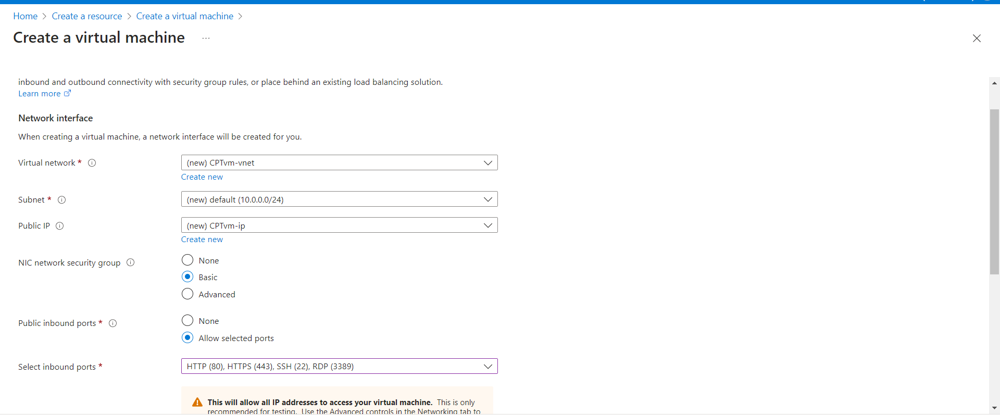 Home > Create a resource > Create a virtual machine >
Create a virtual machine ...
inbound and outbound connectivity with security group rules, or place behind an existing load balancing solution.
Learn more
Network interface
When creating a virtual machine, a network interface will be created for you.
Virtual network *
(new) CPTvm-vnet
Create new
Subnet *
(new) default (10.0.0.0/24)
Public IP
(new) CPTvm-ip
Create new
NIC network security group
None
Basic
Advanced
Public inbound ports *
None
Allow selected ports
Select inbound ports *
HTTP (80), HTTPS (443), SSH (22), RDP (3389)
This will allow all IP addresses to access your virtual machine. This is only
recommended for testing. Use the Advanced controls in the Networking tab to